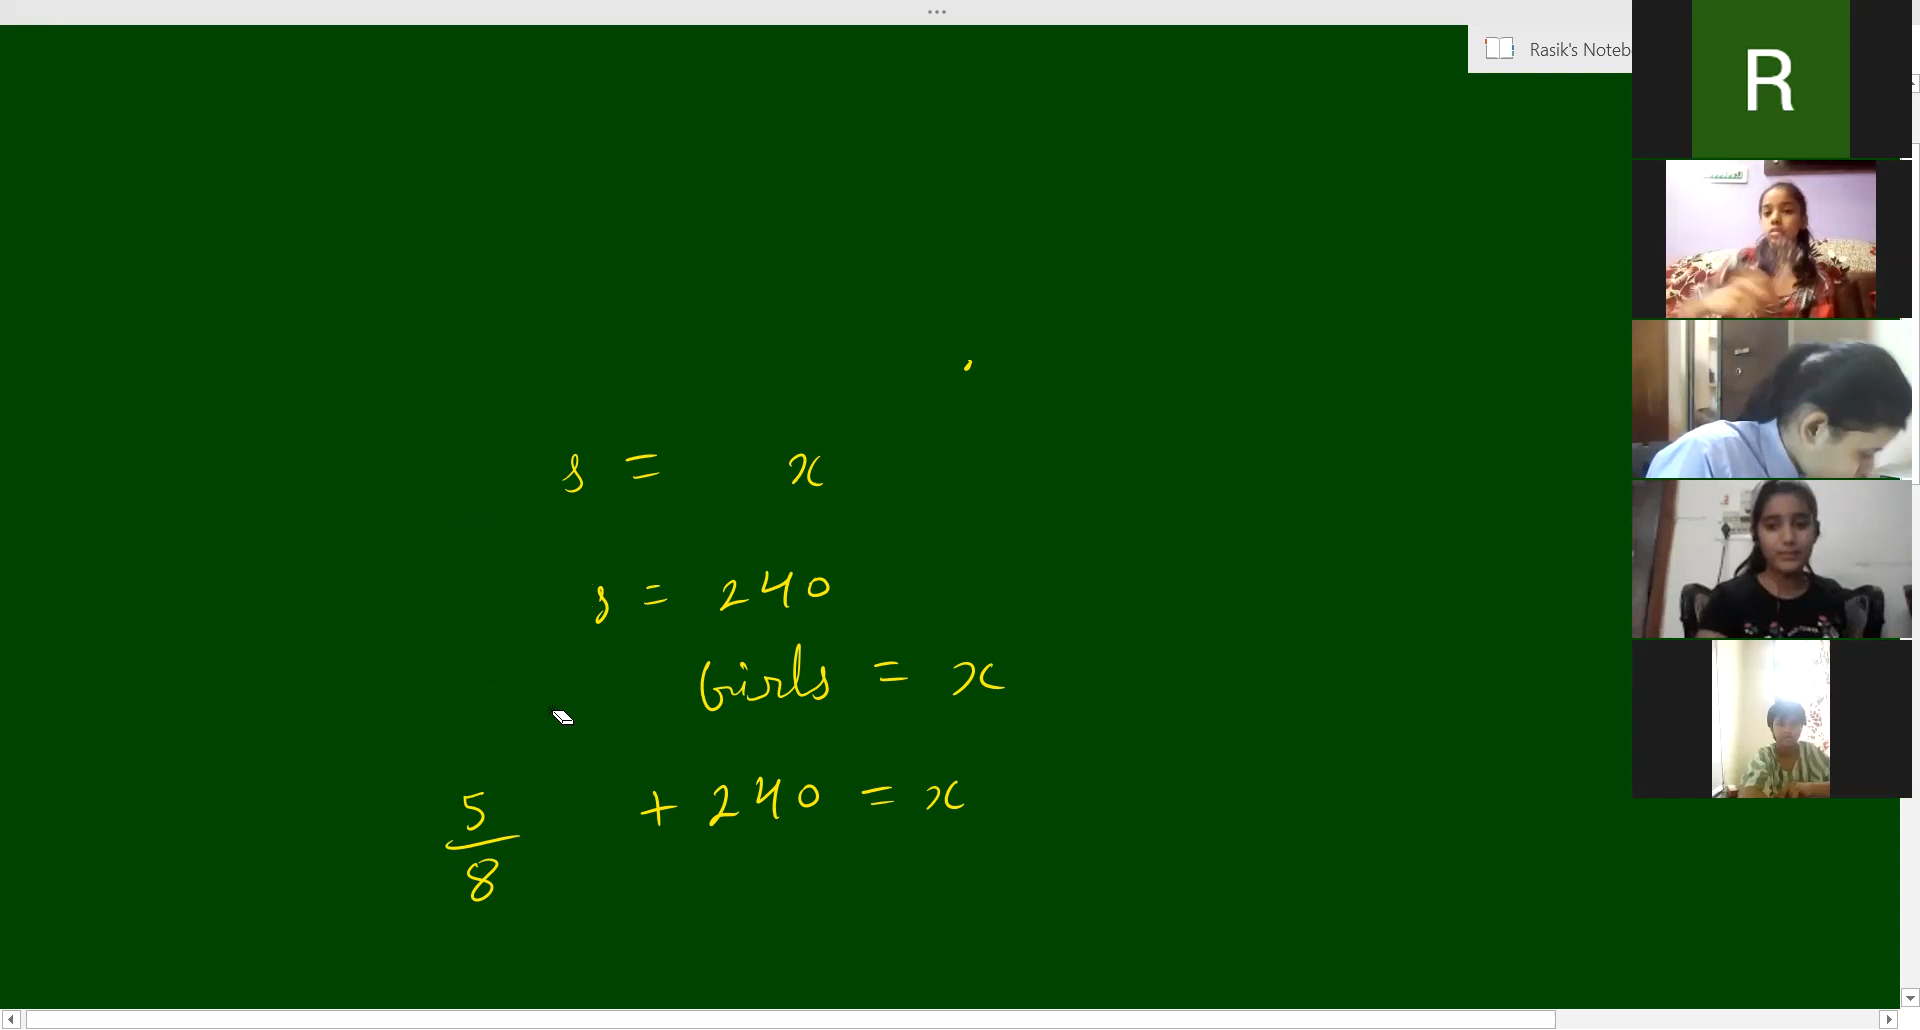 ...
Rasik's Noteb
R
s = x
s = 240
Girls = x
5/8 + 240 = x